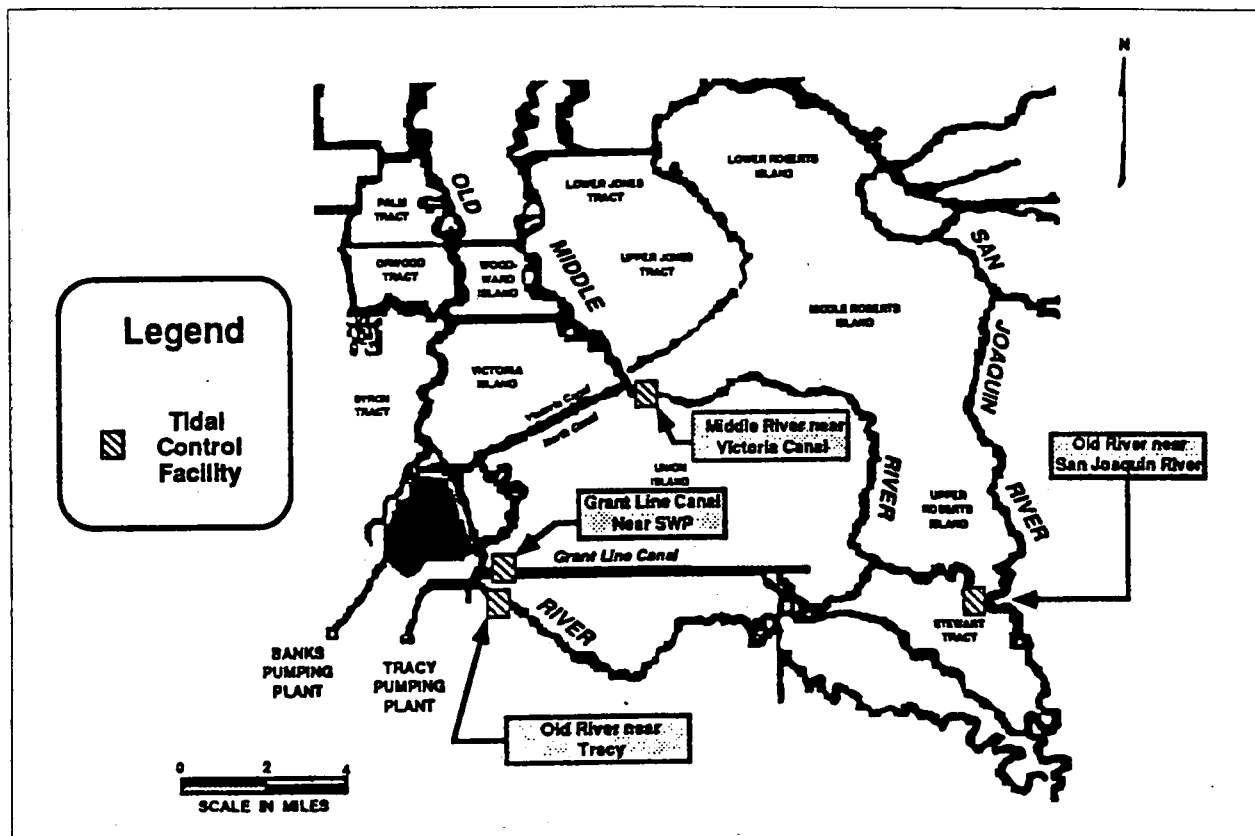 N
LOWER ROBERTS
ISLAND
OLD
LOWER JONES
TRACT
PALM
TRACT
SAN
MIDDLE
UPPER JONES
TRACT
ORWOOD
TRACT
WOOD-
WARD
ISLAND
MIDDLE ROBERTS
ISLAND
JOAQUIN
Legend
Tidal
Control
Facility
VICTORIA
ISLAND
BYRON
TRACT
Victoria Canal
North Canal
Middle River near
Victoria Canal
Old River near
San Joaquin River
UNION
ISLAND
RIVER
UPPER
ROBERTS
ISLAND
RIVER
Grant Line Canal
Near SWP
Grant Line Canal
RIVER
STEWART
TRACT
BANKS
PUMPING
PLANT
TRACY
PUMPING
PLANT
Old River near
Tracy
0 2 4
SCALE IN MILES